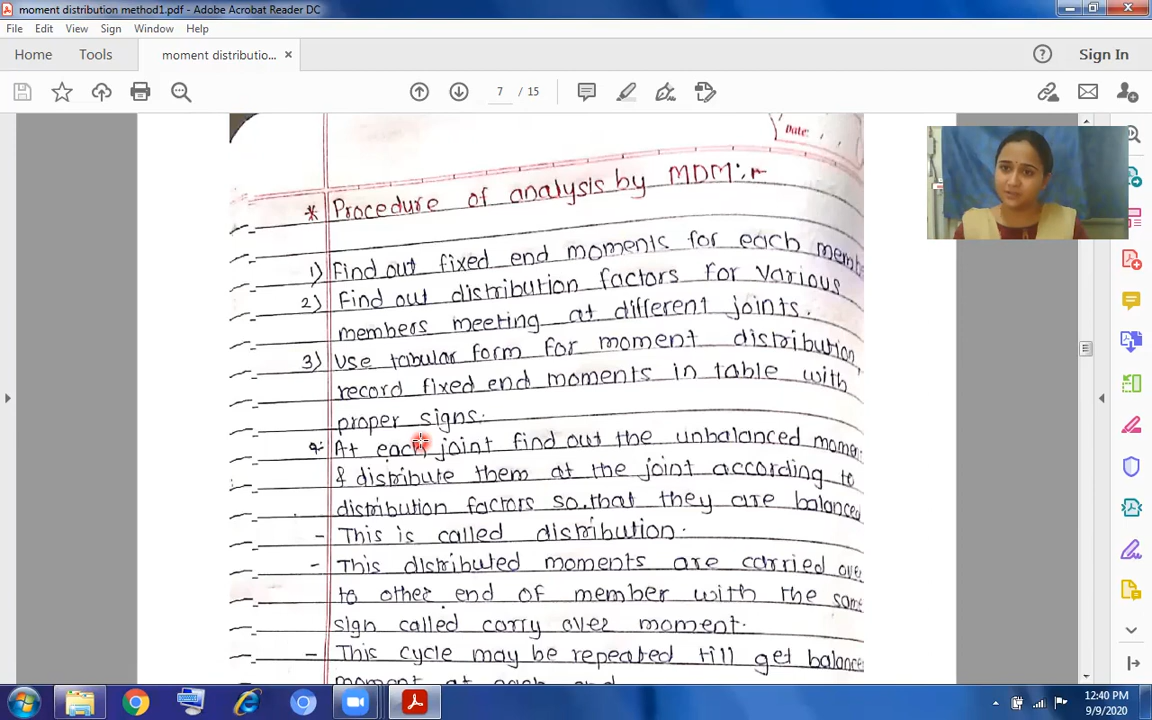 moment distribution method1.pdf - Adobe Acrobat Reader DC
File Edit View Sign Window Help
Home Tools moment distributio... × Sign In
7 / 15
Date:
* Procedure of analysis by MDM:-
1) Find out fixed end moments for each memb
2) Find out distribution factors for various
members meeting at different joints.
3) Use tabular form for moment distribution,
record fixed end moments in table with
proper signs.
At each joint find out the unbalanced mome
& distribute them at the joint according to
distribution factors so that they are balanced
- This is called distribution.
- This distributed moments are carried ove
to other end of member with the same
sign called carry over moment.
- This cycle may be repeated till get balance
moment at each end
12:40 PM
9/9/2020